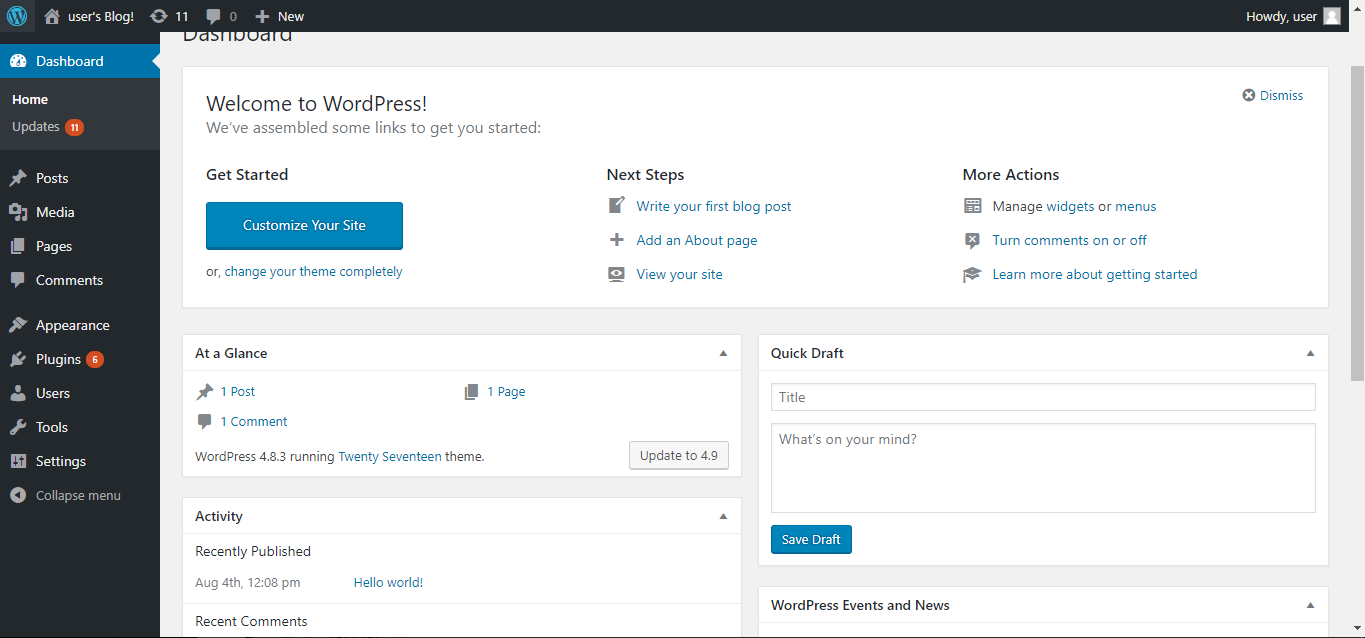 user's Blog! 11 0 New Howdy, user
Dashboard
Dashboard
Home
Updates 11
Posts
Media
Pages
Comments
Appearance
Plugins 6
Users
Tools
Settings
Collapse menu
Welcome to WordPress!
Dismiss
We've assembled some links to get you started:
Get Started
Customize Your Site
or, change your theme completely
Next Steps
Write your first blog post
Add an About page
View your site
More Actions
Manage widgets or menus
Turn comments on or off
Learn more about getting started
At a Glance
1 Post
1 Page
1 Comment
WordPress 4.8.3 running Twenty Seventeen theme.
Update to 4.9
Activity
Recently Published
Aug 4th, 12:08 pm Hello world!
Recent Comments
Quick Draft
Title
What's on your mind?
Save Draft
WordPress Events and News